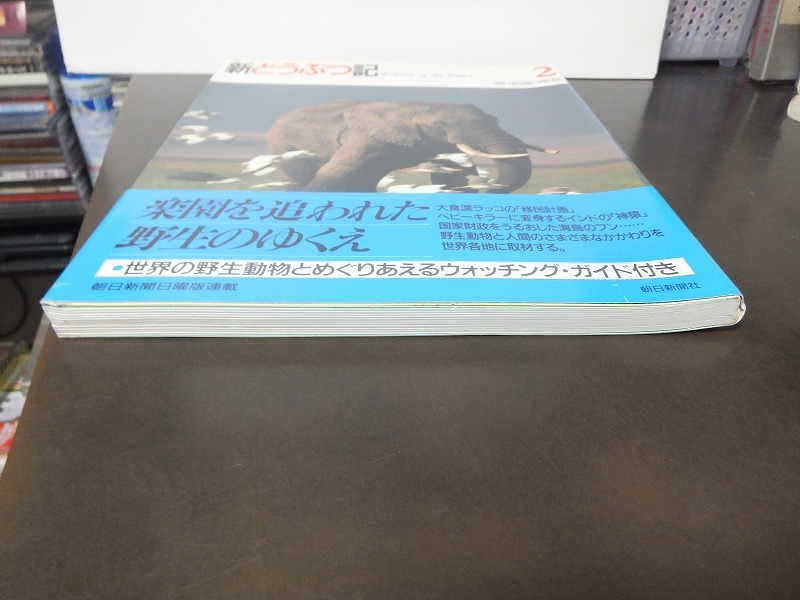 新どうぶつ記
2
楽園を追われた
野生のゆくえ
大食漢ラッコの「移民計画」
ベビーキラーに変身するインドの「神猿」
国家財政をうるおした海鳥のフン……
野生動物と人間のさまざまなかかわりを
世界各地に取材する。
•世界の野生動物とめぐりあえるウォッチング・ガイド付き
朝日新聞日曜版連載
朝日新聞社